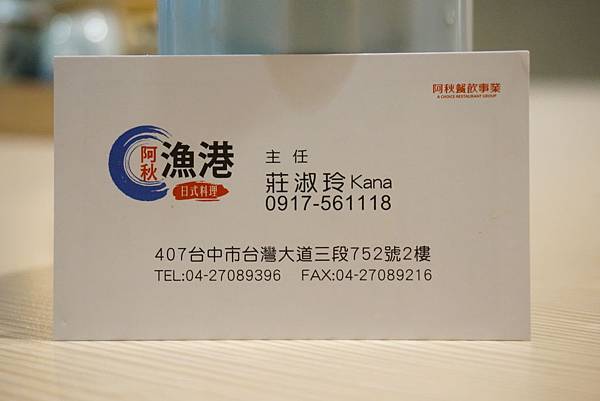 阿秋餐飲事業
A CHOICE RESTAURANT GROUP
阿秋
漁港
日式料理
主任
莊淑玲 Kana
0917-561118
407台中市台灣大道三段752號2樓
TEL:04-27089396 FAX:04-27089216